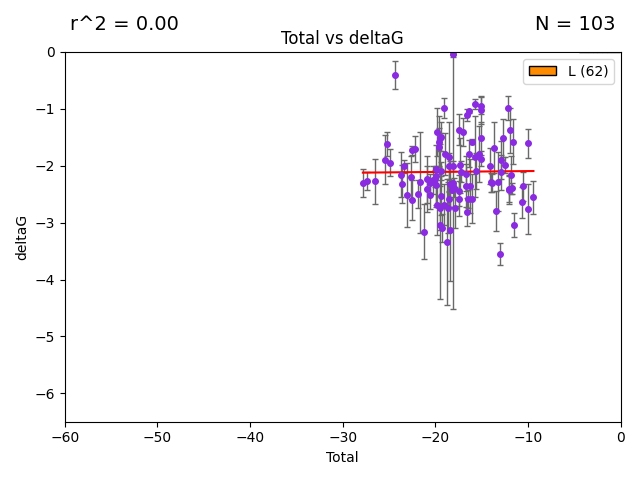 r^2 = 0.00
N = 103
Total vs deltaG
L (62)
0
−1
−2
−3
−4
−5
−6
deltaG
−60 −50 −40 −30 −20 −10 0
Total